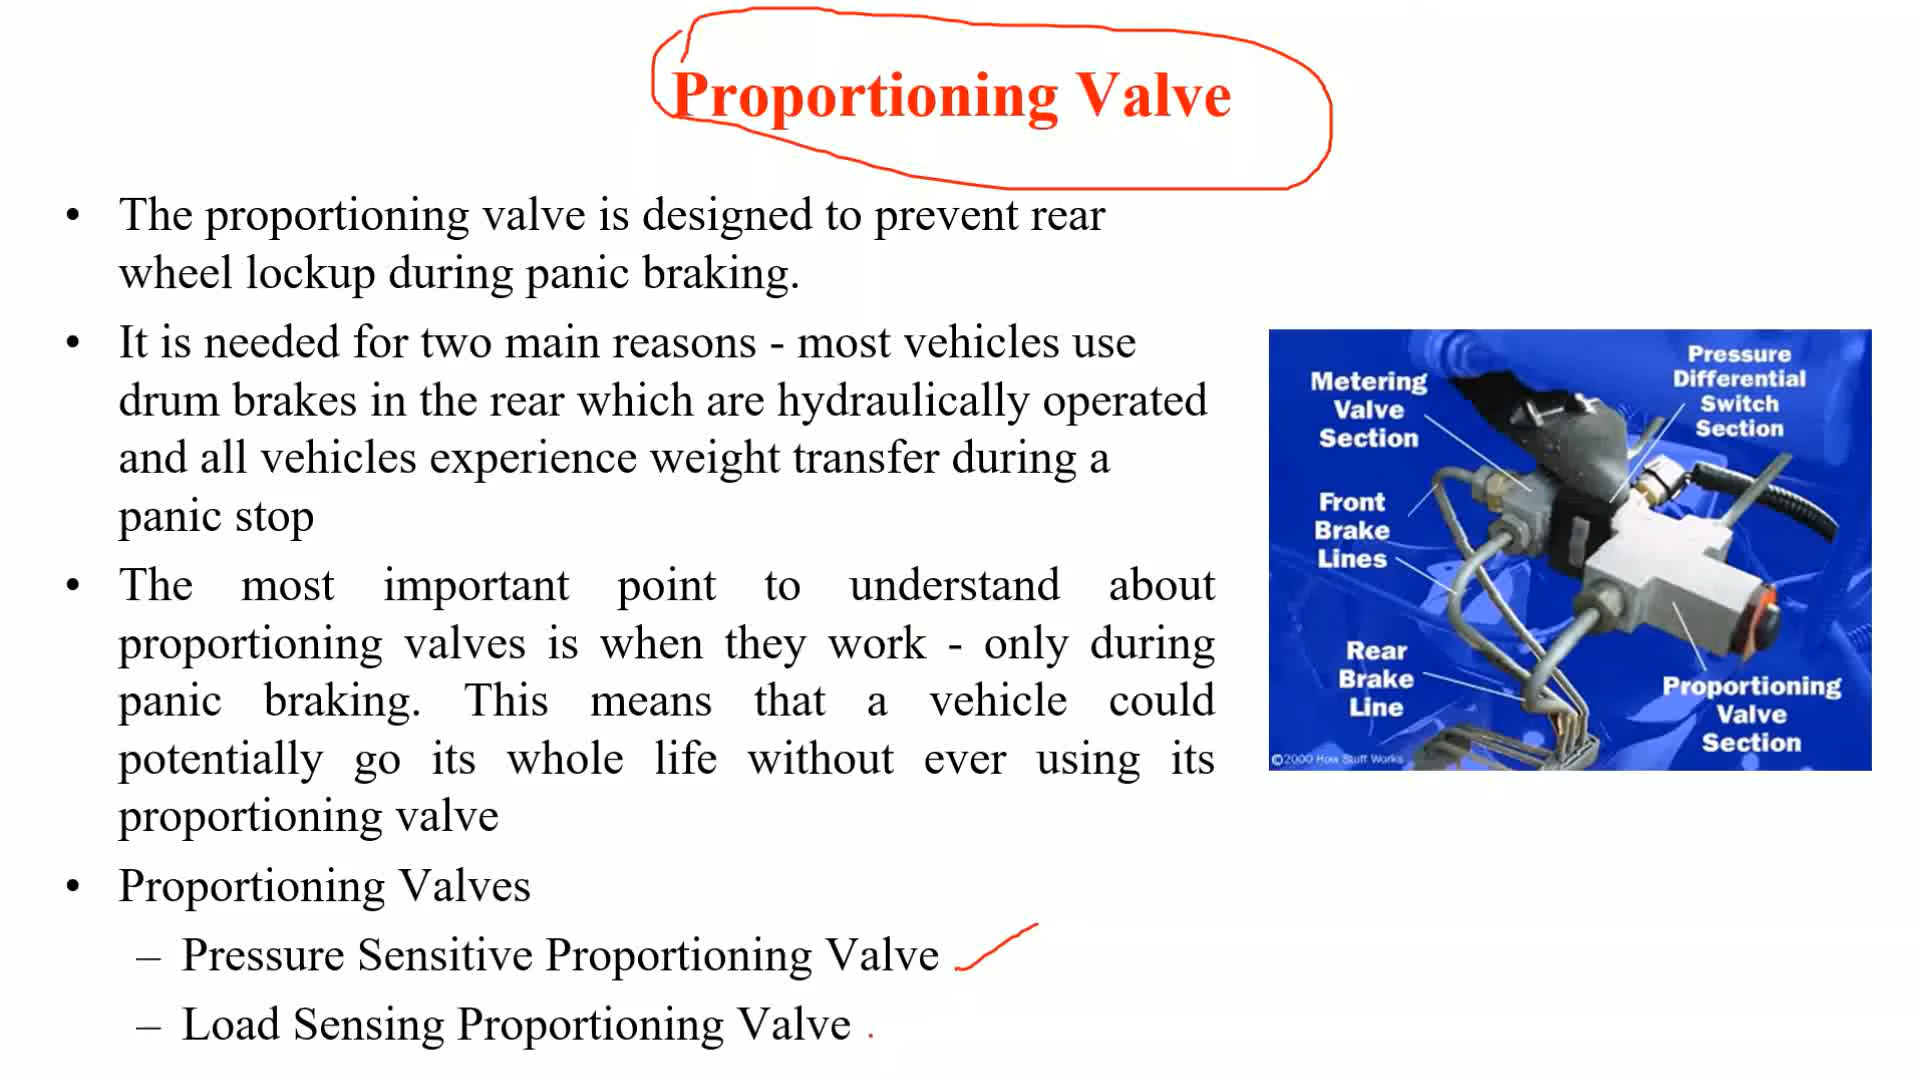 Proportioning Valve
• The proportioning valve is designed to prevent rear
wheel lockup during panic braking.
• It is needed for two main reasons - most vehicles use
drum brakes in the rear which are hydraulically operated
and all vehicles experience weight transfer during a
panic stop
• The most important point to understand about
proportioning valves is when they work - only during
panic braking. This means that a vehicle could
potentially go its whole life without ever using its
proportioning valve
• Proportioning Valves
– Pressure Sensitive Proportioning Valve
– Load Sensing Proportioning Valve
Metering
Valve
Section
Pressure
Differential
Switch
Section
Front
Brake
Lines
Rear
Brake
Line
Proportioning
Valve
Section
©2000 How Stuff Works